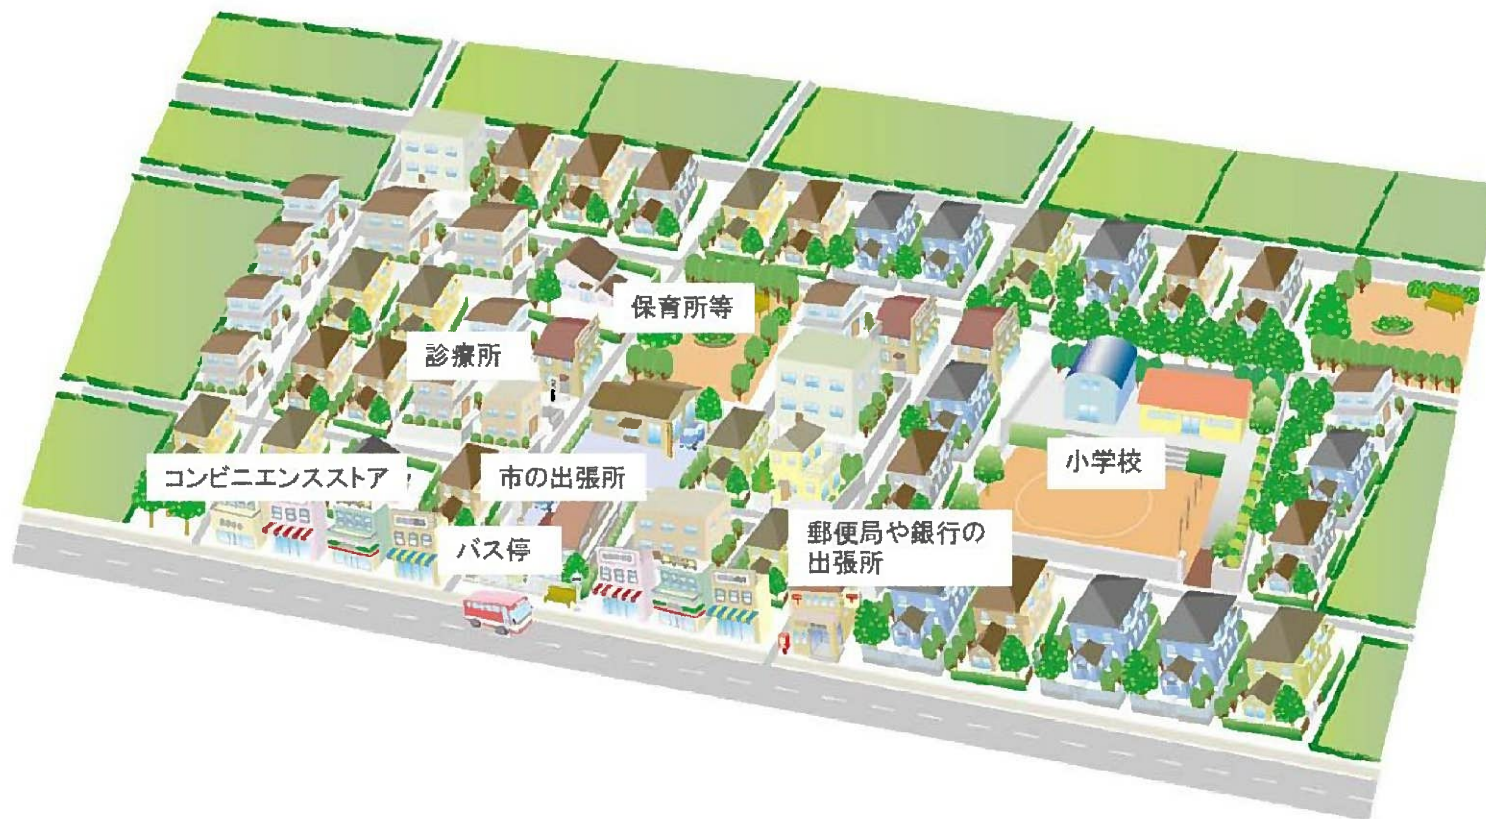 保育所等
診療所
コンビニエンスストア
市の出張所
小学校
バス停
郵便局や銀行の
出張所